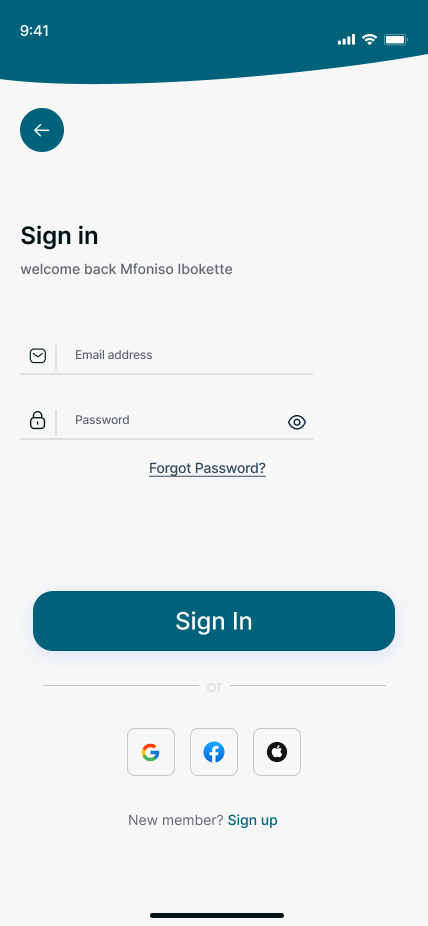 9:41
Sign in
welcome back Mfoniso Ibokette
Email address
Password
Forgot Password?
Sign In
or
New member? Sign up